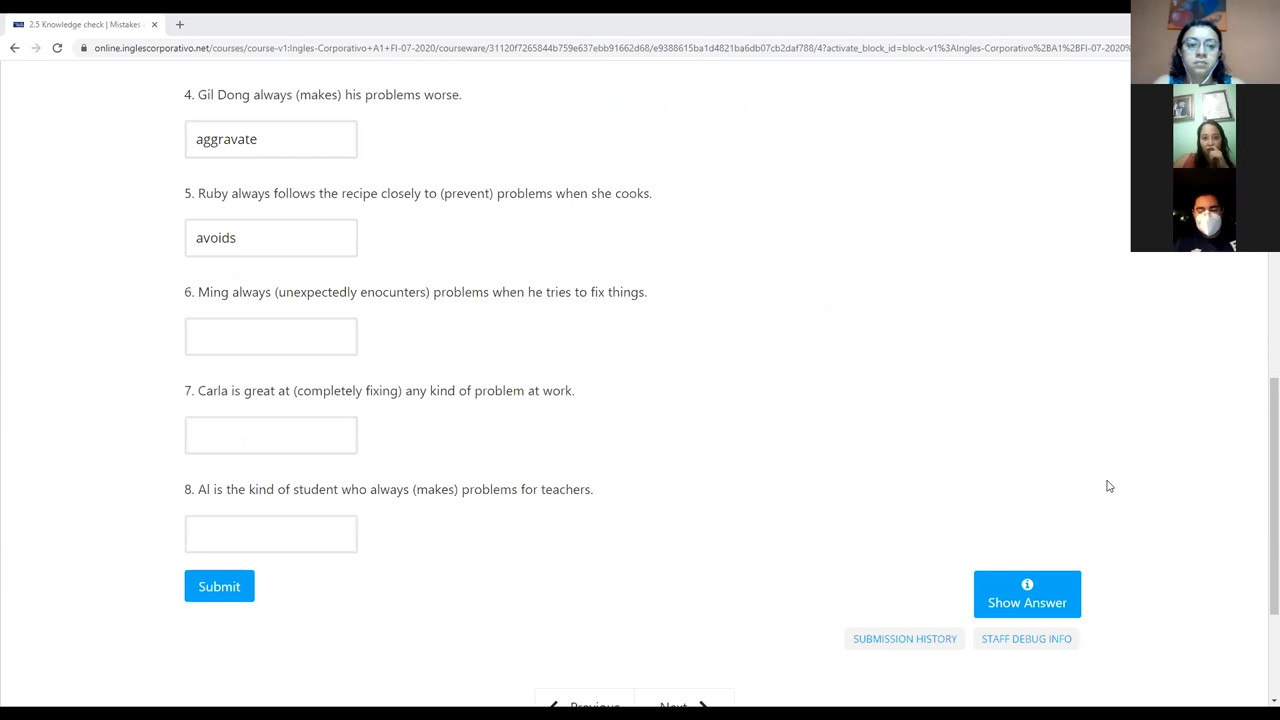 2.5 Knowledge check | Mistakes
online.inglescorporativo.net/courses/course-v1:Ingles-Corporativo+A1+FI-07-2020/courseware/31120f7265844b759e637ebb91662d68/e9388615ba1d4821ba6db07cb2daf788/4?activate_block_id=block-v1%3AIngles-Corporativo%2BA1%2BFI-07-2020%
4. Gil Dong always (makes) his problems worse.
aggravate
5. Ruby always follows the recipe closely to (prevent) problems when she cooks.
avoids
6. Ming always (unexpectedly enocunters) problems when he tries to fix things.
7. Carla is great at (completely fixing) any kind of problem at work.
8. Al is the kind of student who always (makes) problems for teachers.
Submit
Show Answer
SUBMISSION HISTORY STAFF DEBUG INFO
Previous Next